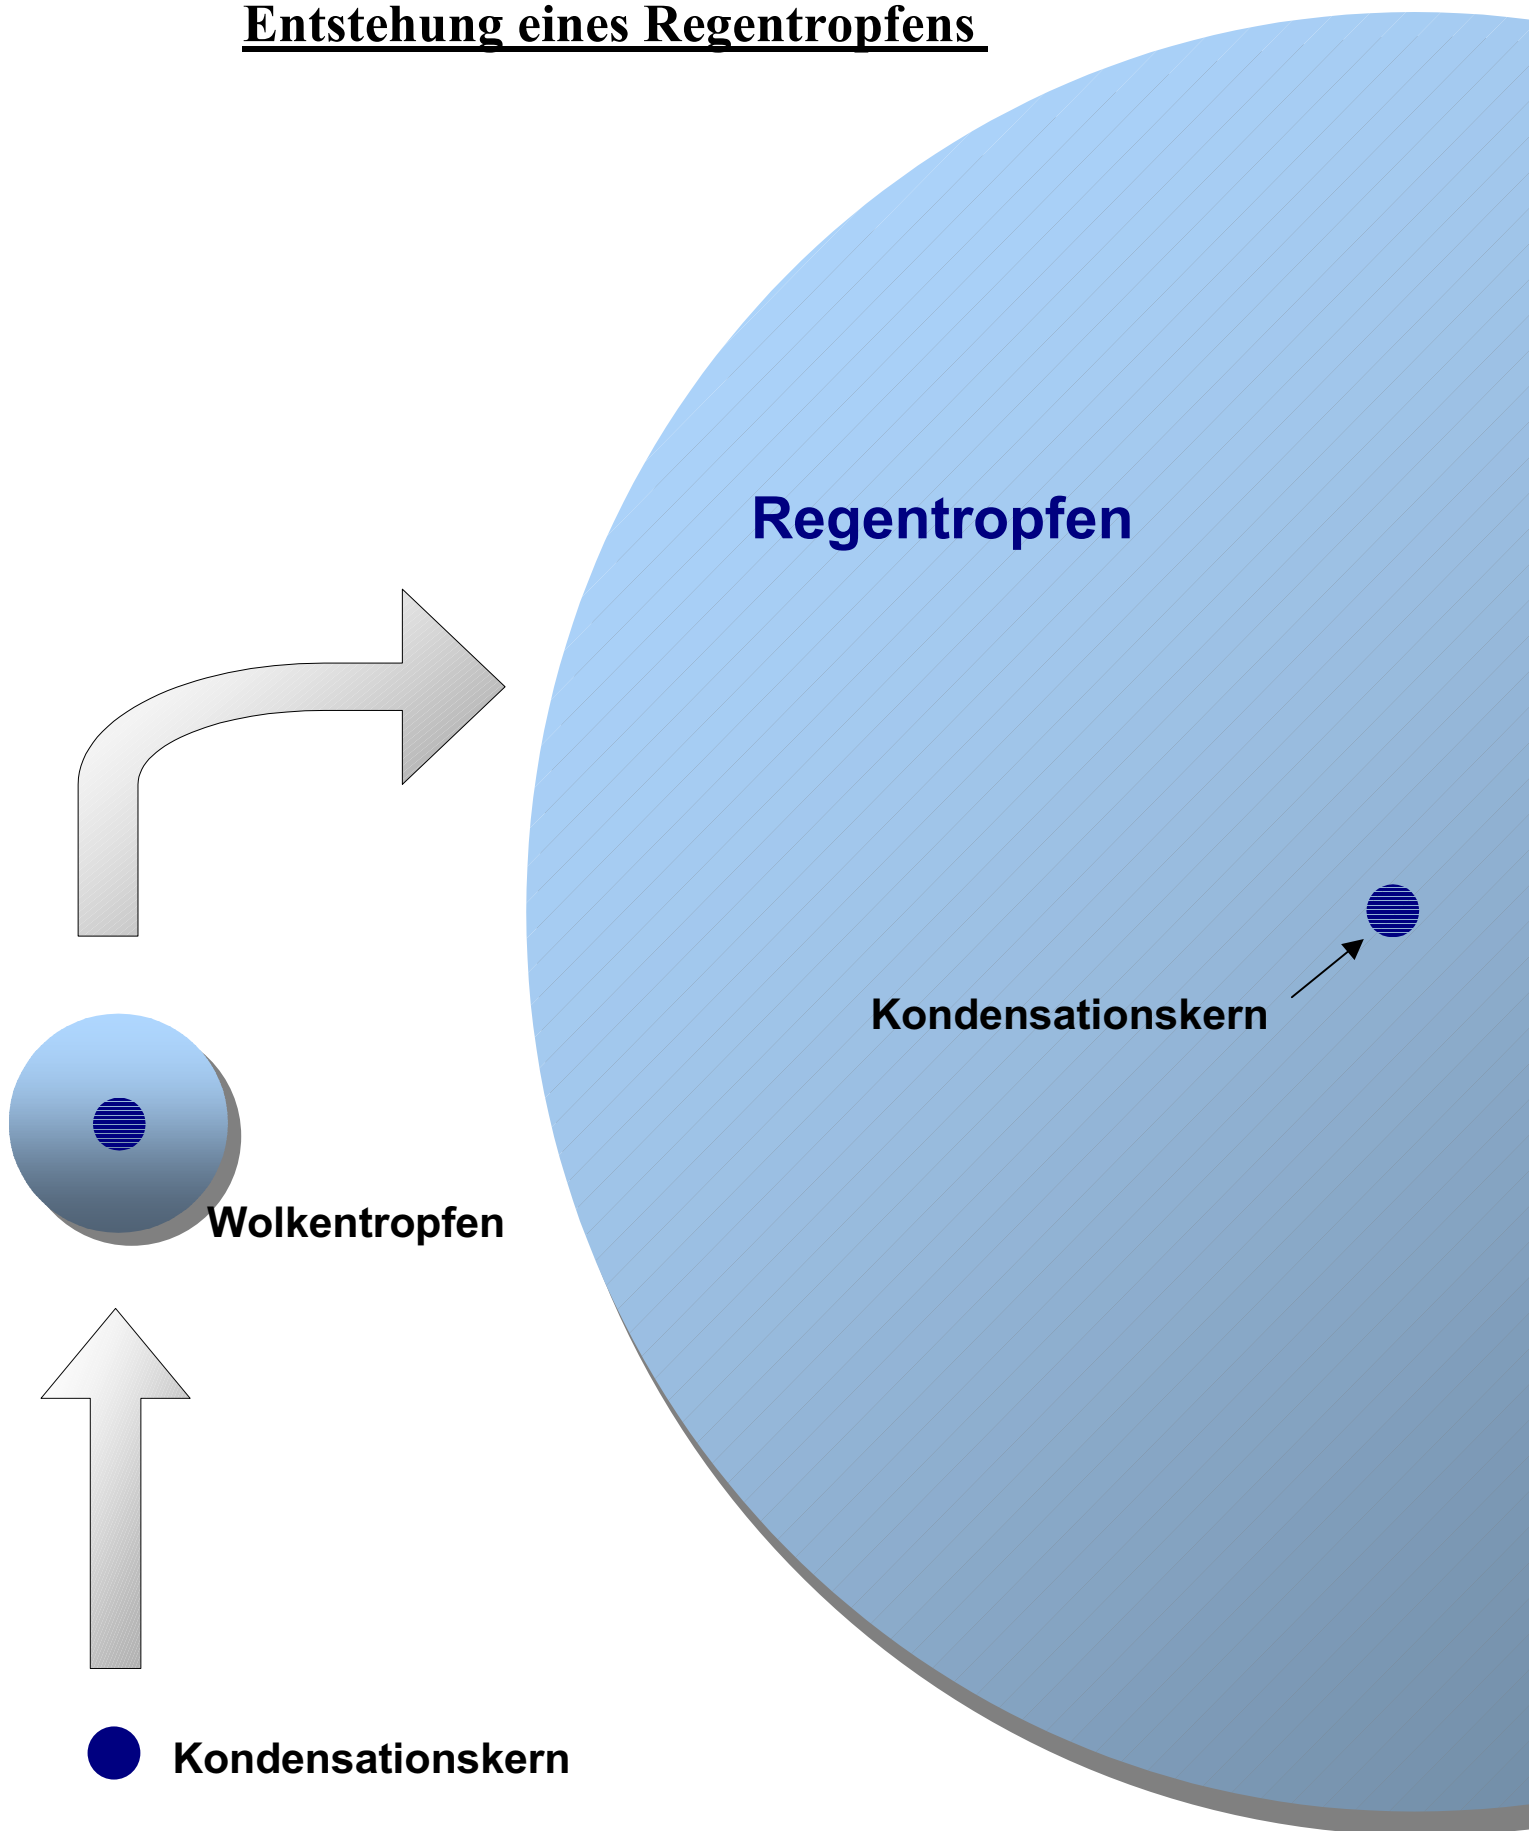 Entstehung eines Regentropfens
Regentropfen
Kondensationskern
Wolkentropfen
Kondensationskern